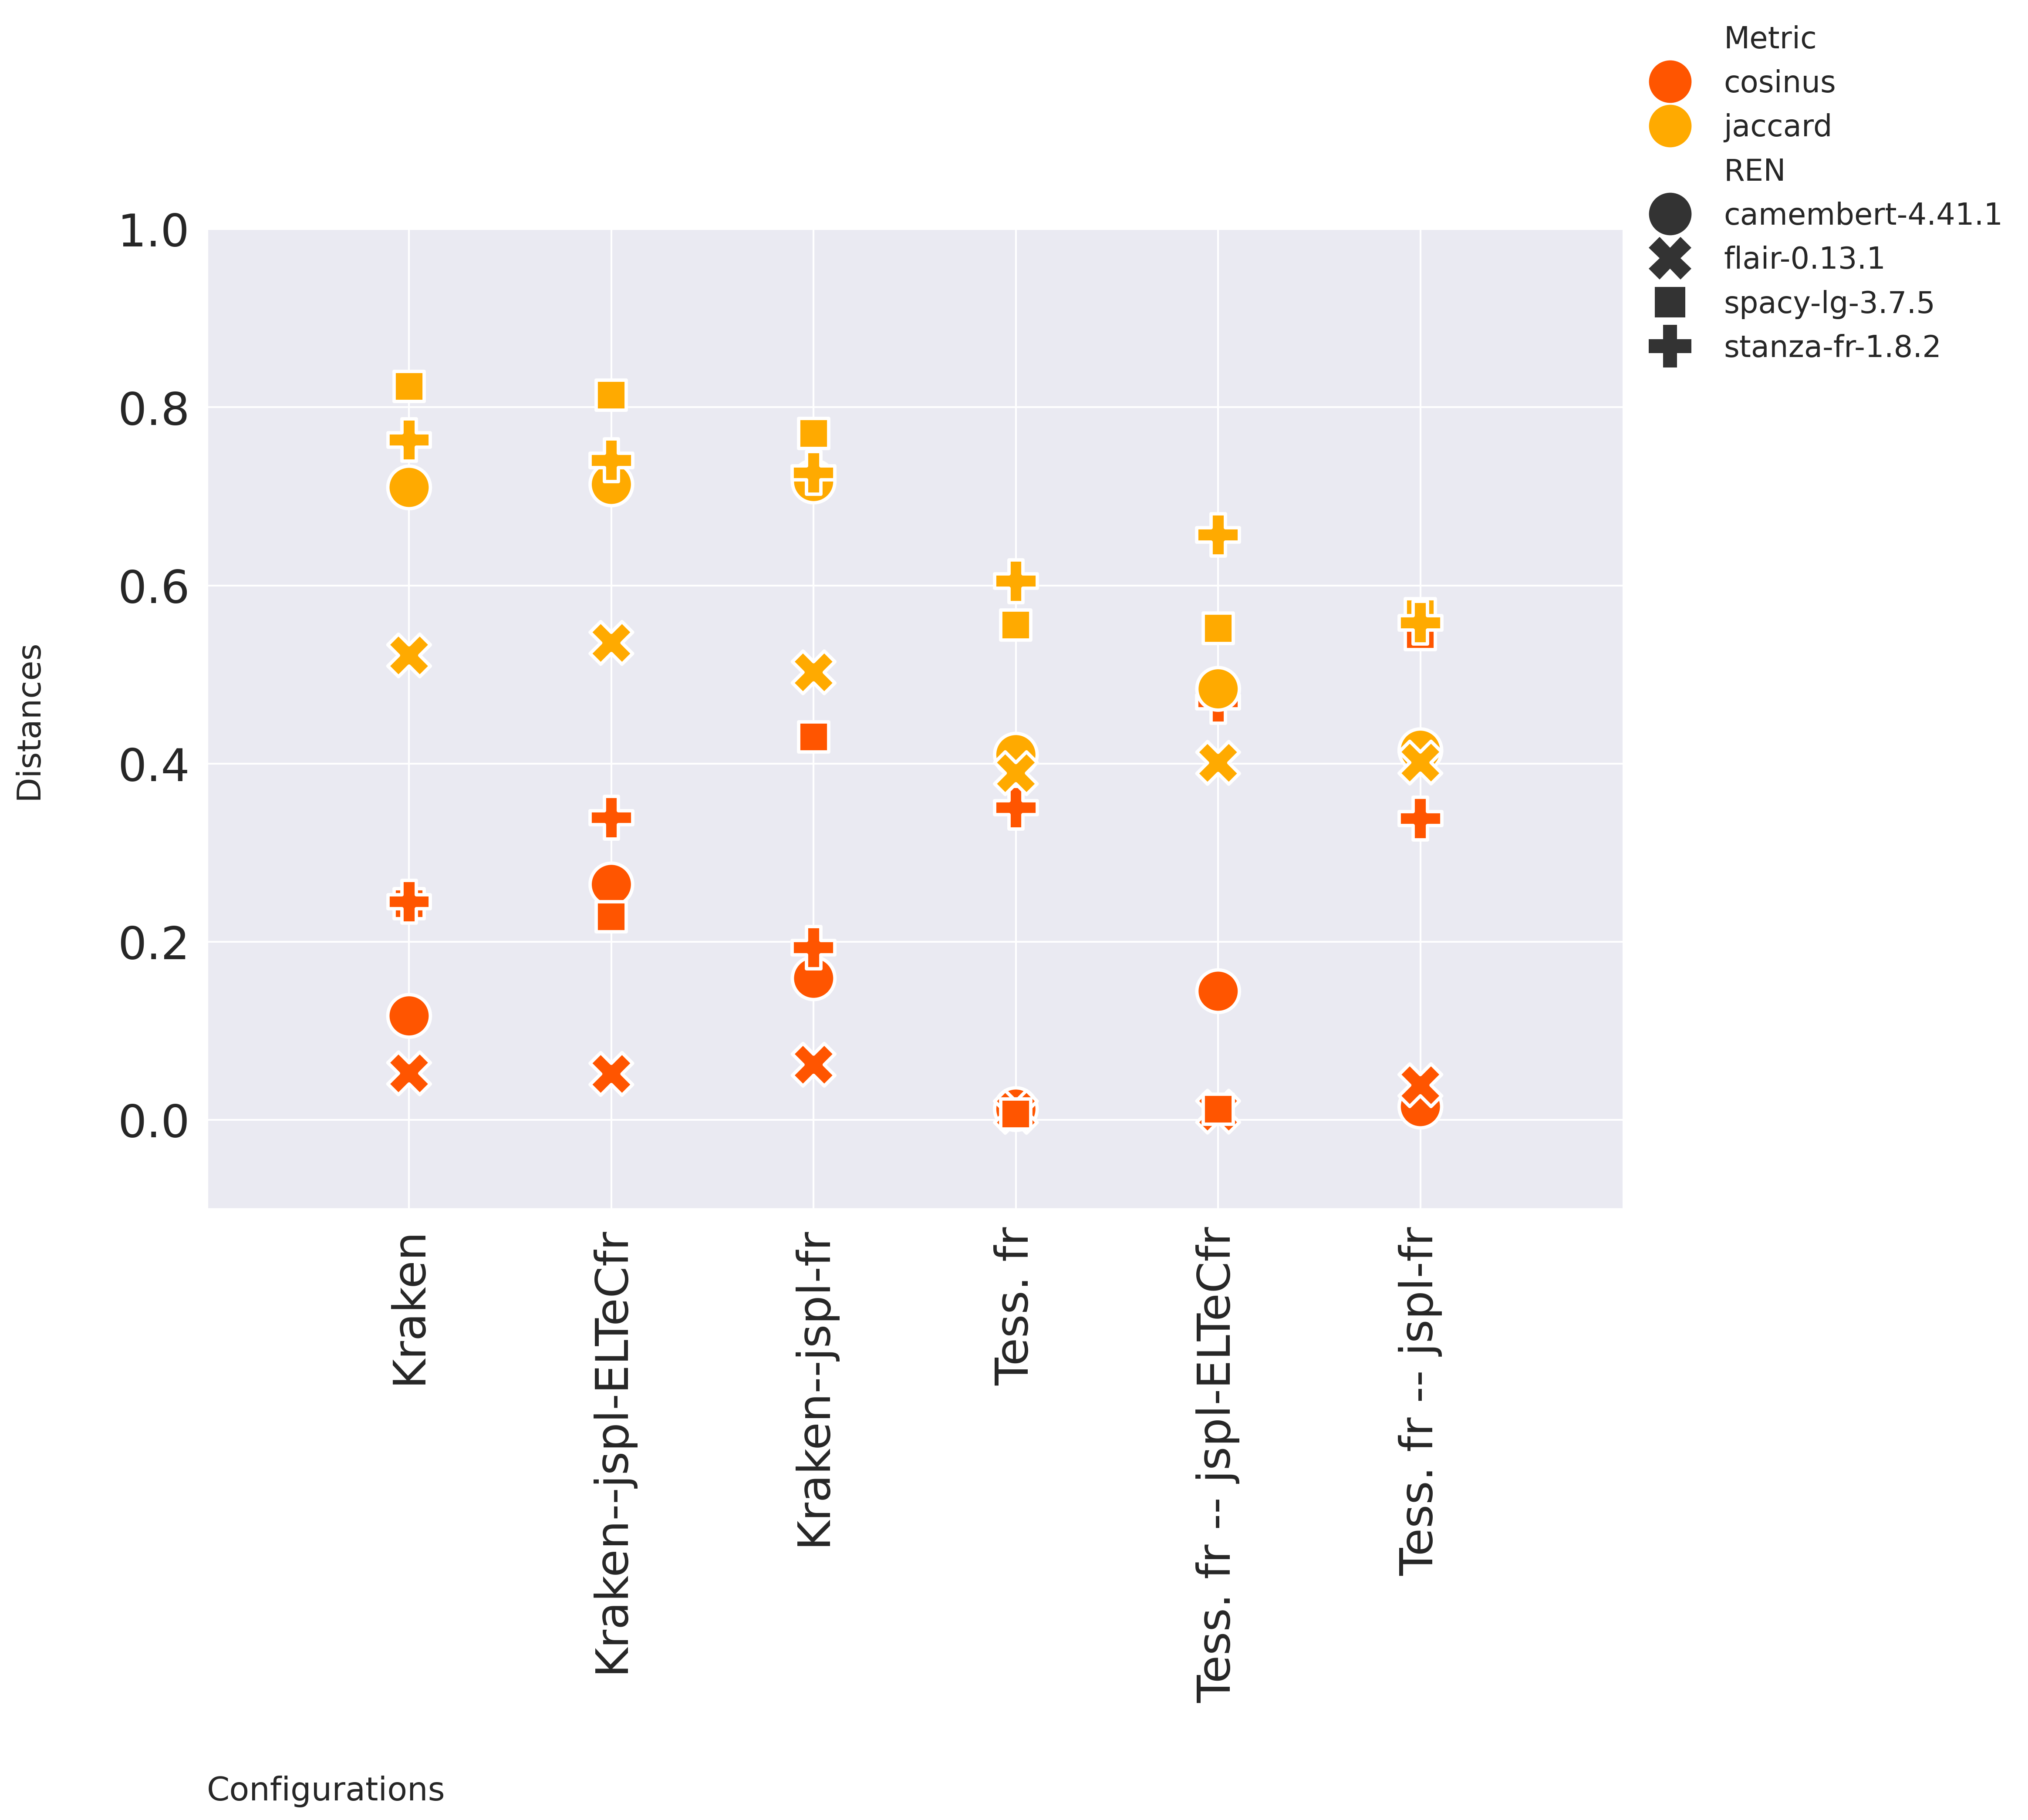 Metric
cosinus
jaccard
REN
camembert-4.41.1
flair-0.13.1
spacy-lg-3.7.5
stanza-fr-1.8.2
1.0
0.8
0.6
0.4
0.2
0.0
Distances
Kraken
Kraken--jspl-ELTeCfr
Kraken--jspl-fr
Tess. fr
Tess. fr -- jspl-ELTeCfr
Tess. fr -- jspl-fr
Configurations